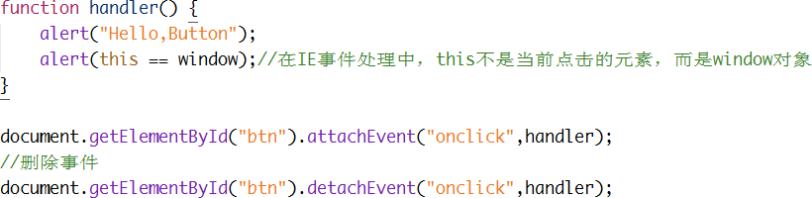 function handler() {
    alert("Hello,Button");
    alert(this == window);//在IE事件处理中，this不是当前点击的元素，而是window对象
}
document.getElementById("btn").attachEvent("onclick",handler);
//删除事件
document.getElementById("btn").detachEvent("onclick",handler);